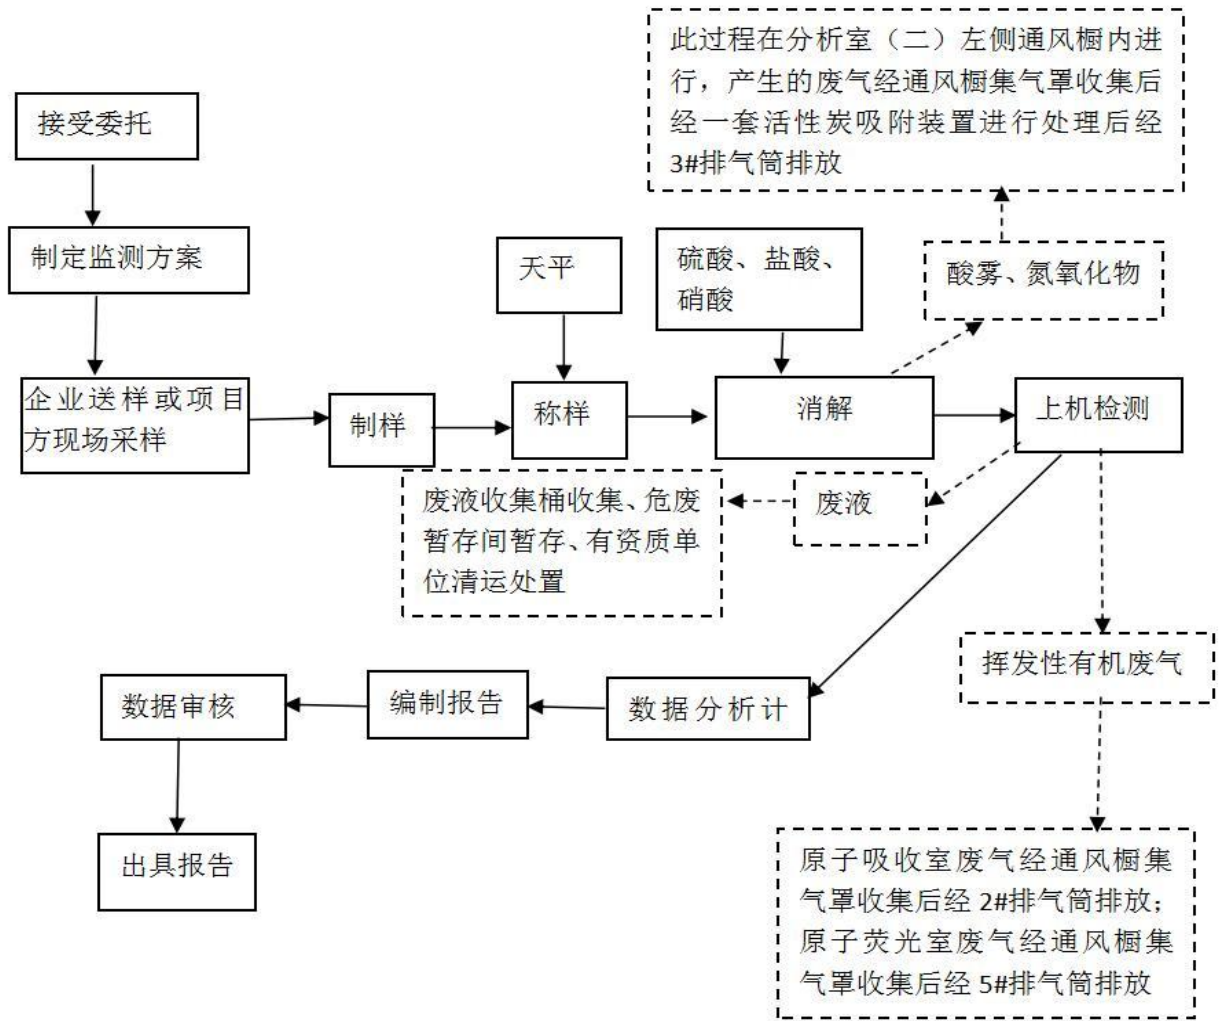 此过程在分析室（二）左侧通风橱内进
行，产生的废气经通风橱集气罩收集后
经一套活性炭吸附装置进行处理后经
3#排气筒排放
接受委托
制定监测方案
天平
硫酸、盐酸、
硝酸
酸雾、氮氧化物
企业送样或项目
方现场采样
制样
称样
消解
上机检测
废液收集桶收集、危废
暂存间暂存、有资质单
位清运处置
废液
挥发性有机废气
数据审核
编制报告
数据分析计
出具报告
原子吸收室废气经通风橱集
气罩收集后经 2#排气筒排放；
原子荧光室废气经通风橱集
气罩收集后经 5#排气筒排放